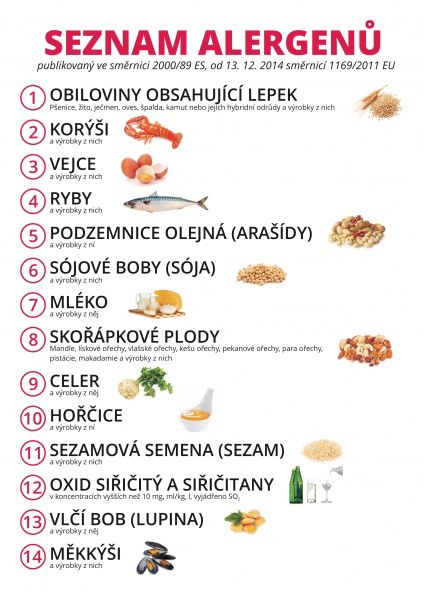 SEZNAM ALERGENŮ
publikovaný ve směrnici 2000/89 ES, od 13. 12. 2014 směrnicí 1169/2011 EU
1 OBILOVINY OBSAHUJÍCÍ LEPEK
Pšenice, žito, ječmen, oves, špalda, kamut nebo jejich hybridní odrůdy a výrobky z nich
2 KORÝŠI
a výrobky z nich
3 VEJCE
a výrobky z nich
4 RYBY
a výrobky z nich
5 PODZEMNICE OLEJNÁ (ARAŠÍDY)
a výrobky z ní
6 SÓJOVÉ BOBY (SÓJA)
a výrobky z nich
7 MLÉKO
a výrobky z něj
8 SKOŘÁPKOVÉ PLODY
Mandle, lískové ořechy, vlašské ořechy, kešu ořechy, pekanové ořechy, para ořechy,
pistácie, makadamie a výrobky z nich
9 CELER
a výrobky z něj
10 HOŘČICE
a výrobky z ní
11 SEZAMOVÁ SEMENA (SEZAM)
a výrobky z nich
12 OXID SIŘIČITÝ A SIŘIČITANY
v koncentracích vyšších než 10 mg, ml/kg, l, vyjádřeno SO₂
13 VLČÍ BOB (LUPINA)
a výrobky z něj
14 MĚKKÝŠI
a výrobky z nich